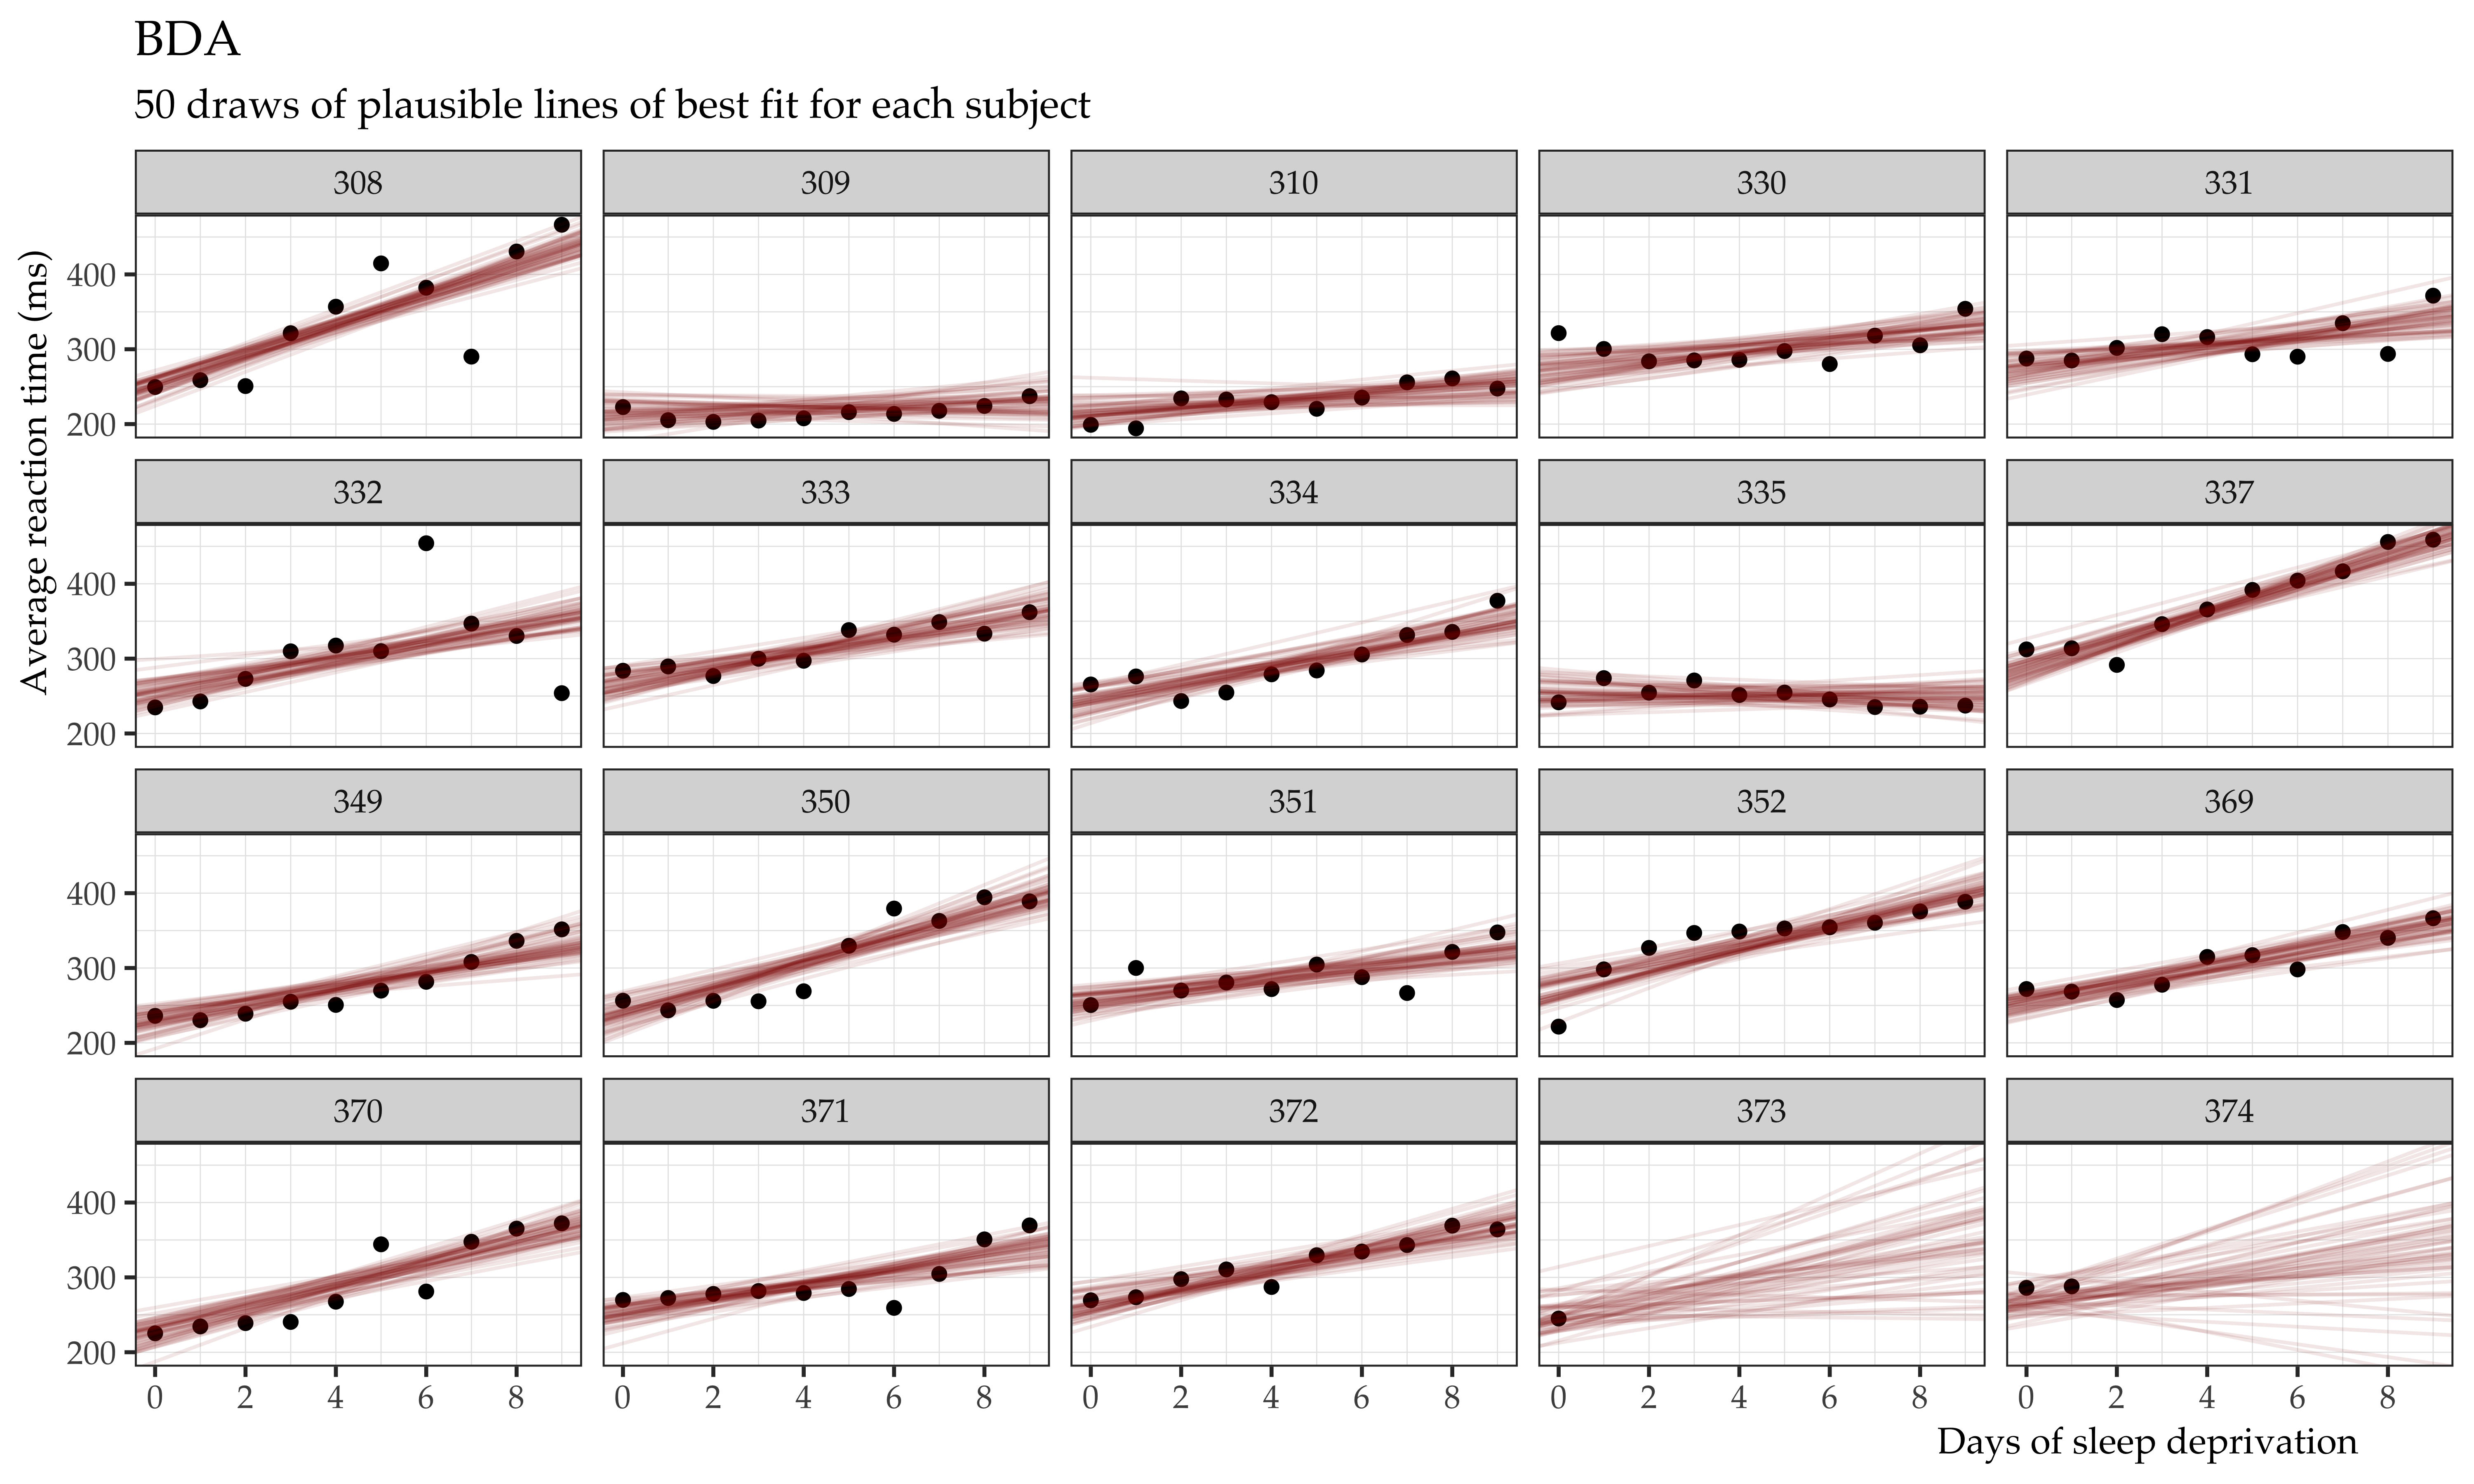 BDA
50 draws of plausible lines of best fit for each subject
Average reaction time (ms)
308 309 310 330 331
400
300
200
332 333 334 335 337
400
300
200
349 350 351 352 369
400
300
200
370 371 372 373 374
400
300
200
0 2 4 6 8 0 2 4 6 8 0 2 4 6 8 0 2 4 6 8 0 2 4 6 8
Days of sleep deprivation